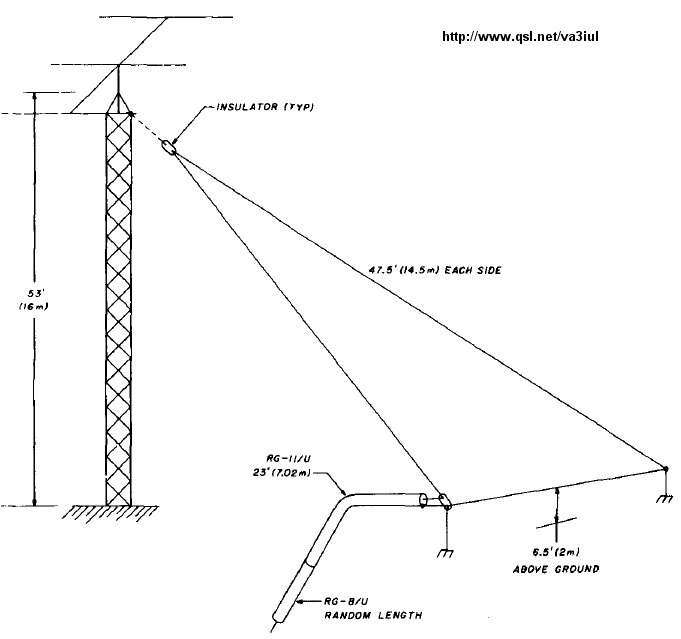 http://www.qsl.net/va3iul
INSULATOR (TYP)
47.5' (14.5m) EACH SIDE
53'
(16m)
RG-11/U
23' (7.02m)
6.5' (2m)
ABOVE GROUND
RG-8/U
RANDOM LENGTH